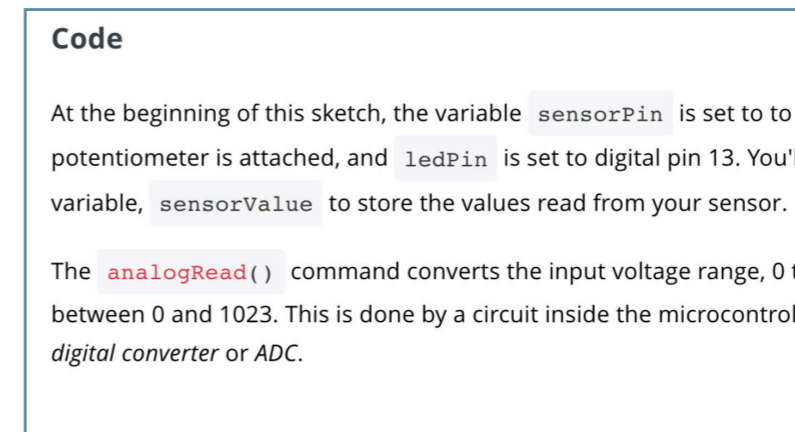 Code
At the beginning of this sketch, the variable sensorPin is set to to
potentiometer is attached, and ledPin is set to digital pin 13. You'l
variable, sensorValue to store the values read from your sensor.
The analogRead() command converts the input voltage range, 0 t
between 0 and 1023. This is done by a circuit inside the microcontrol
digital converter or ADC.